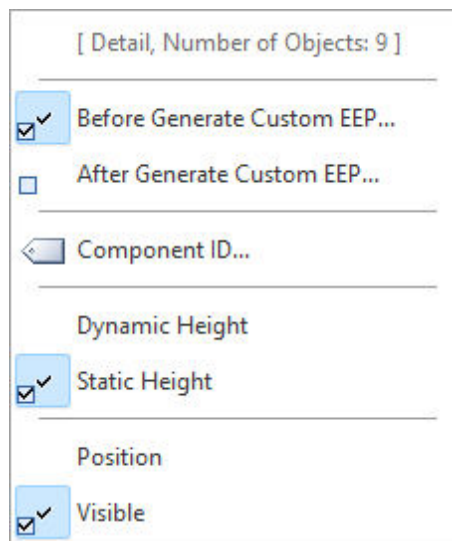 [ Detail, Number of Objects: 9 ]
Before Generate Custom EEP...
After Generate Custom EEP...
Component ID...
Dynamic Height
Static Height
Position
Visible